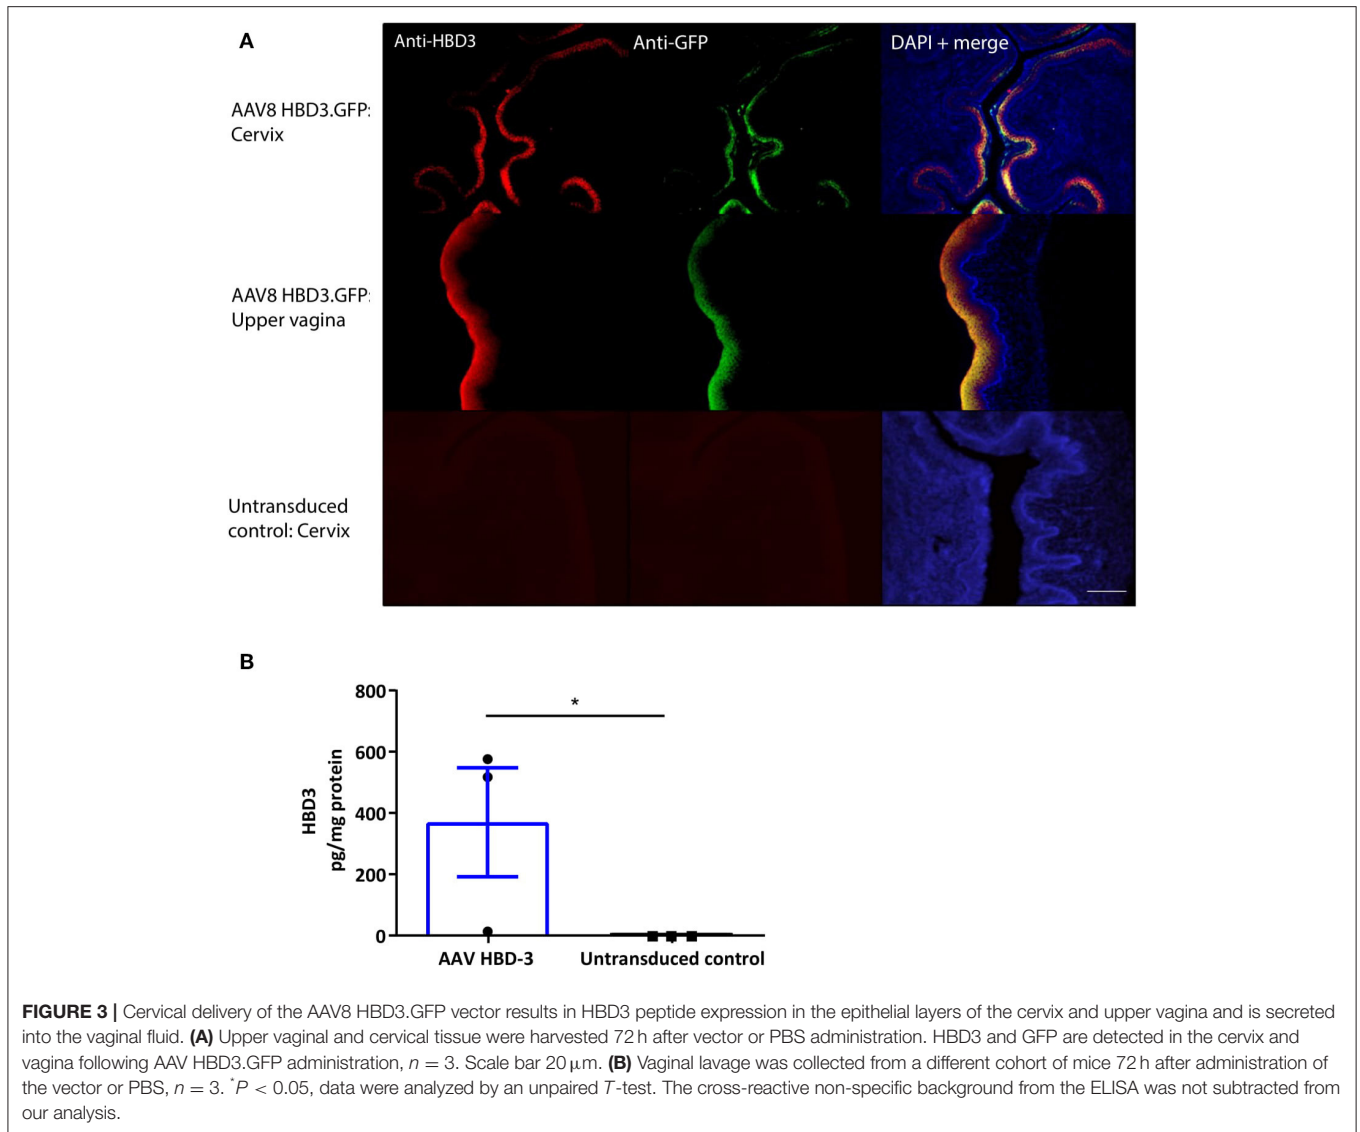 A
Anti-HBD3
Anti-GFP
DAPI + merge
AAV8 HBD3.GFP:
Cervix
AAV8 HBD3.GFP:
Upper vagina
Untransduced
control: Cervix
B
800
600
400
200
0
HBD3
pg/mg protein
*
AAV HBD-3
Untransduced control
FIGURE 3 | Cervical delivery of the AAV8 HBD3.GFP vector results in HBD3 peptide expression in the epithelial layers of the cervix and upper vagina and is secreted
into the vaginal fluid. (A) Upper vaginal and cervical tissue were harvested 72 h after vector or PBS administration. HBD3 and GFP are detected in the cervix and
vagina following AAV HBD3.GFP administration, n = 3. Scale bar 20 μm. (B) Vaginal lavage was collected from a different cohort of mice 72 h after administration of
the vector or PBS, n = 3. *P < 0.05, data were analyzed by an unpaired T-test. The cross-reactive non-specific background from the ELISA was not subtracted from
our analysis.